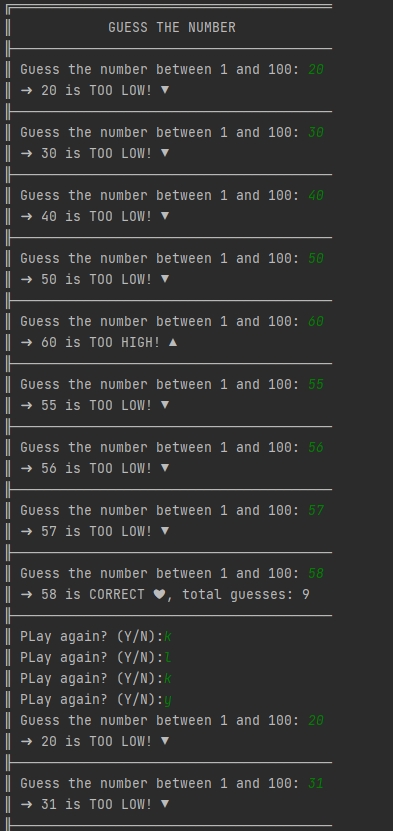 GUESS THE NUMBER
Guess the number between 1 and 100: 20
➔ 20 is TOO LOW! ▼
Guess the number between 1 and 100: 30
➔ 30 is TOO LOW! ▼
Guess the number between 1 and 100: 40
➔ 40 is TOO LOW! ▼
Guess the number between 1 and 100: 50
➔ 50 is TOO LOW! ▼
Guess the number between 1 and 100: 60
➔ 60 is TOO HIGH! ▲
Guess the number between 1 and 100: 55
➔ 55 is TOO LOW! ▼
Guess the number between 1 and 100: 56
➔ 56 is TOO LOW! ▼
Guess the number between 1 and 100: 57
➔ 57 is TOO LOW! ▼
Guess the number between 1 and 100: 58
➔ 58 is CORRECT ❤, total guesses: 9
PLay again? (Y/N):k
PLay again? (Y/N):l
PLay again? (Y/N):k
PLay again? (Y/N):y
Guess the number between 1 and 100: 20
➔ 20 is TOO LOW! ▼
Guess the number between 1 and 100: 31
➔ 31 is TOO LOW! ▼